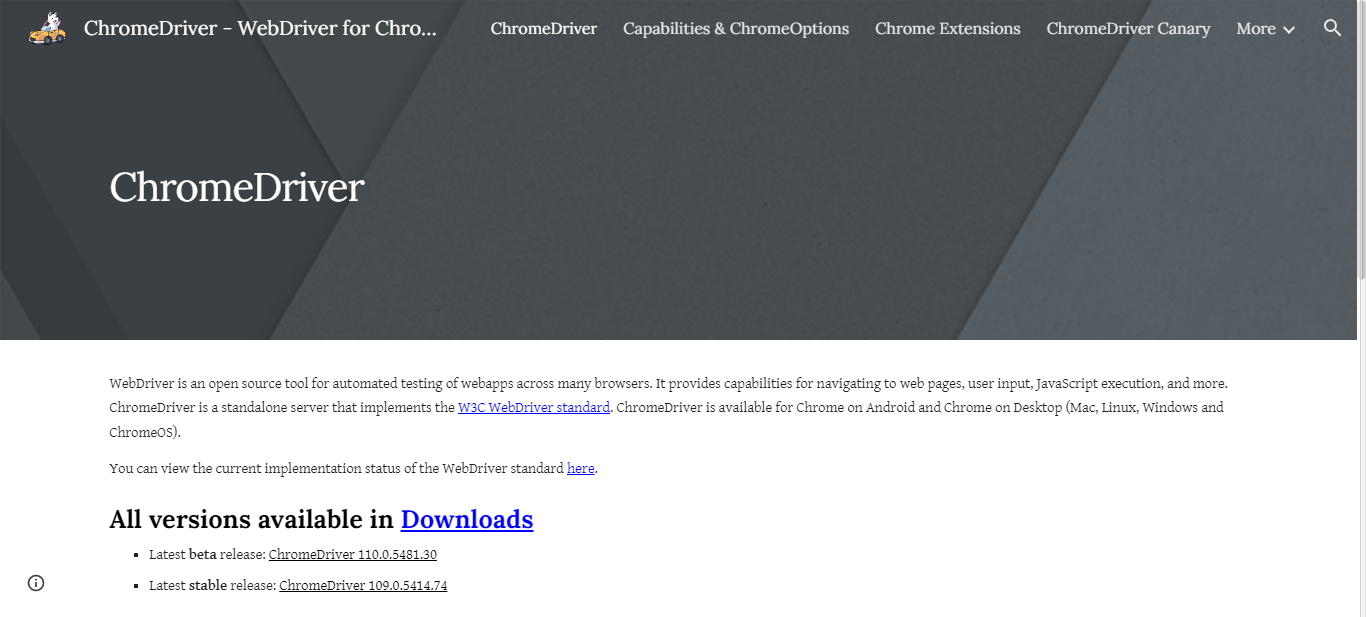 ChromeDriver - WebDriver for Chro...
ChromeDriver
Capabilities & ChromeOptions
Chrome Extensions
ChromeDriver Canary
More
ChromeDriver
WebDriver is an open source tool for automated testing of webapps across many browsers. It provides capabilities for navigating to web pages, user input, JavaScript execution, and more.
ChromeDriver is a standalone server that implements the W3C WebDriver standard. ChromeDriver is available for Chrome on Android and Chrome on Desktop (Mac, Linux, Windows and
ChromeOS).
You can view the current implementation status of the WebDriver standard here.
All versions available in Downloads
Latest beta release: ChromeDriver 110.0.5481.30
Latest stable release: ChromeDriver 109.0.5414.74